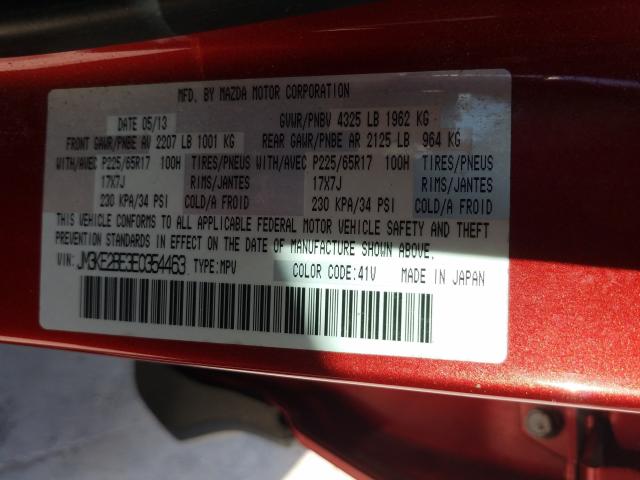 MFD. BY MAZDA MOTOR CORPORATION
DATE 05/13 GVWR/PNBV 4325 LB 1962 KG
FRONT GAWR/PNBE AV 2207 LB 1001 KG REAR GAWR/PNBE AR 2125 LB 964 KG
WITH/AVEC P225/65R17 100H TIRES/PNEUS WITH/AVEC P225/65R17 100H TIRES/PNEUS
17X7J RIMS/JANTES 17X7J RIMS/JANTES
230 KPA/34 PSI COLD/A FROID 230 KPA/34 PSI COLD/A FROID
THIS VEHICLE CONFORMS TO ALL APPLICABLE FEDERAL MOTOR VEHICLE SAFETY AND THEFT
PREVENTION STANDARDS IN EFFECT ON THE DATE OF MANUFACTURE SHOWN ABOVE.
VIN: JM3KE2BE3E0354463 TYPE:MPV COLOR CODE:41V MADE IN JAPAN